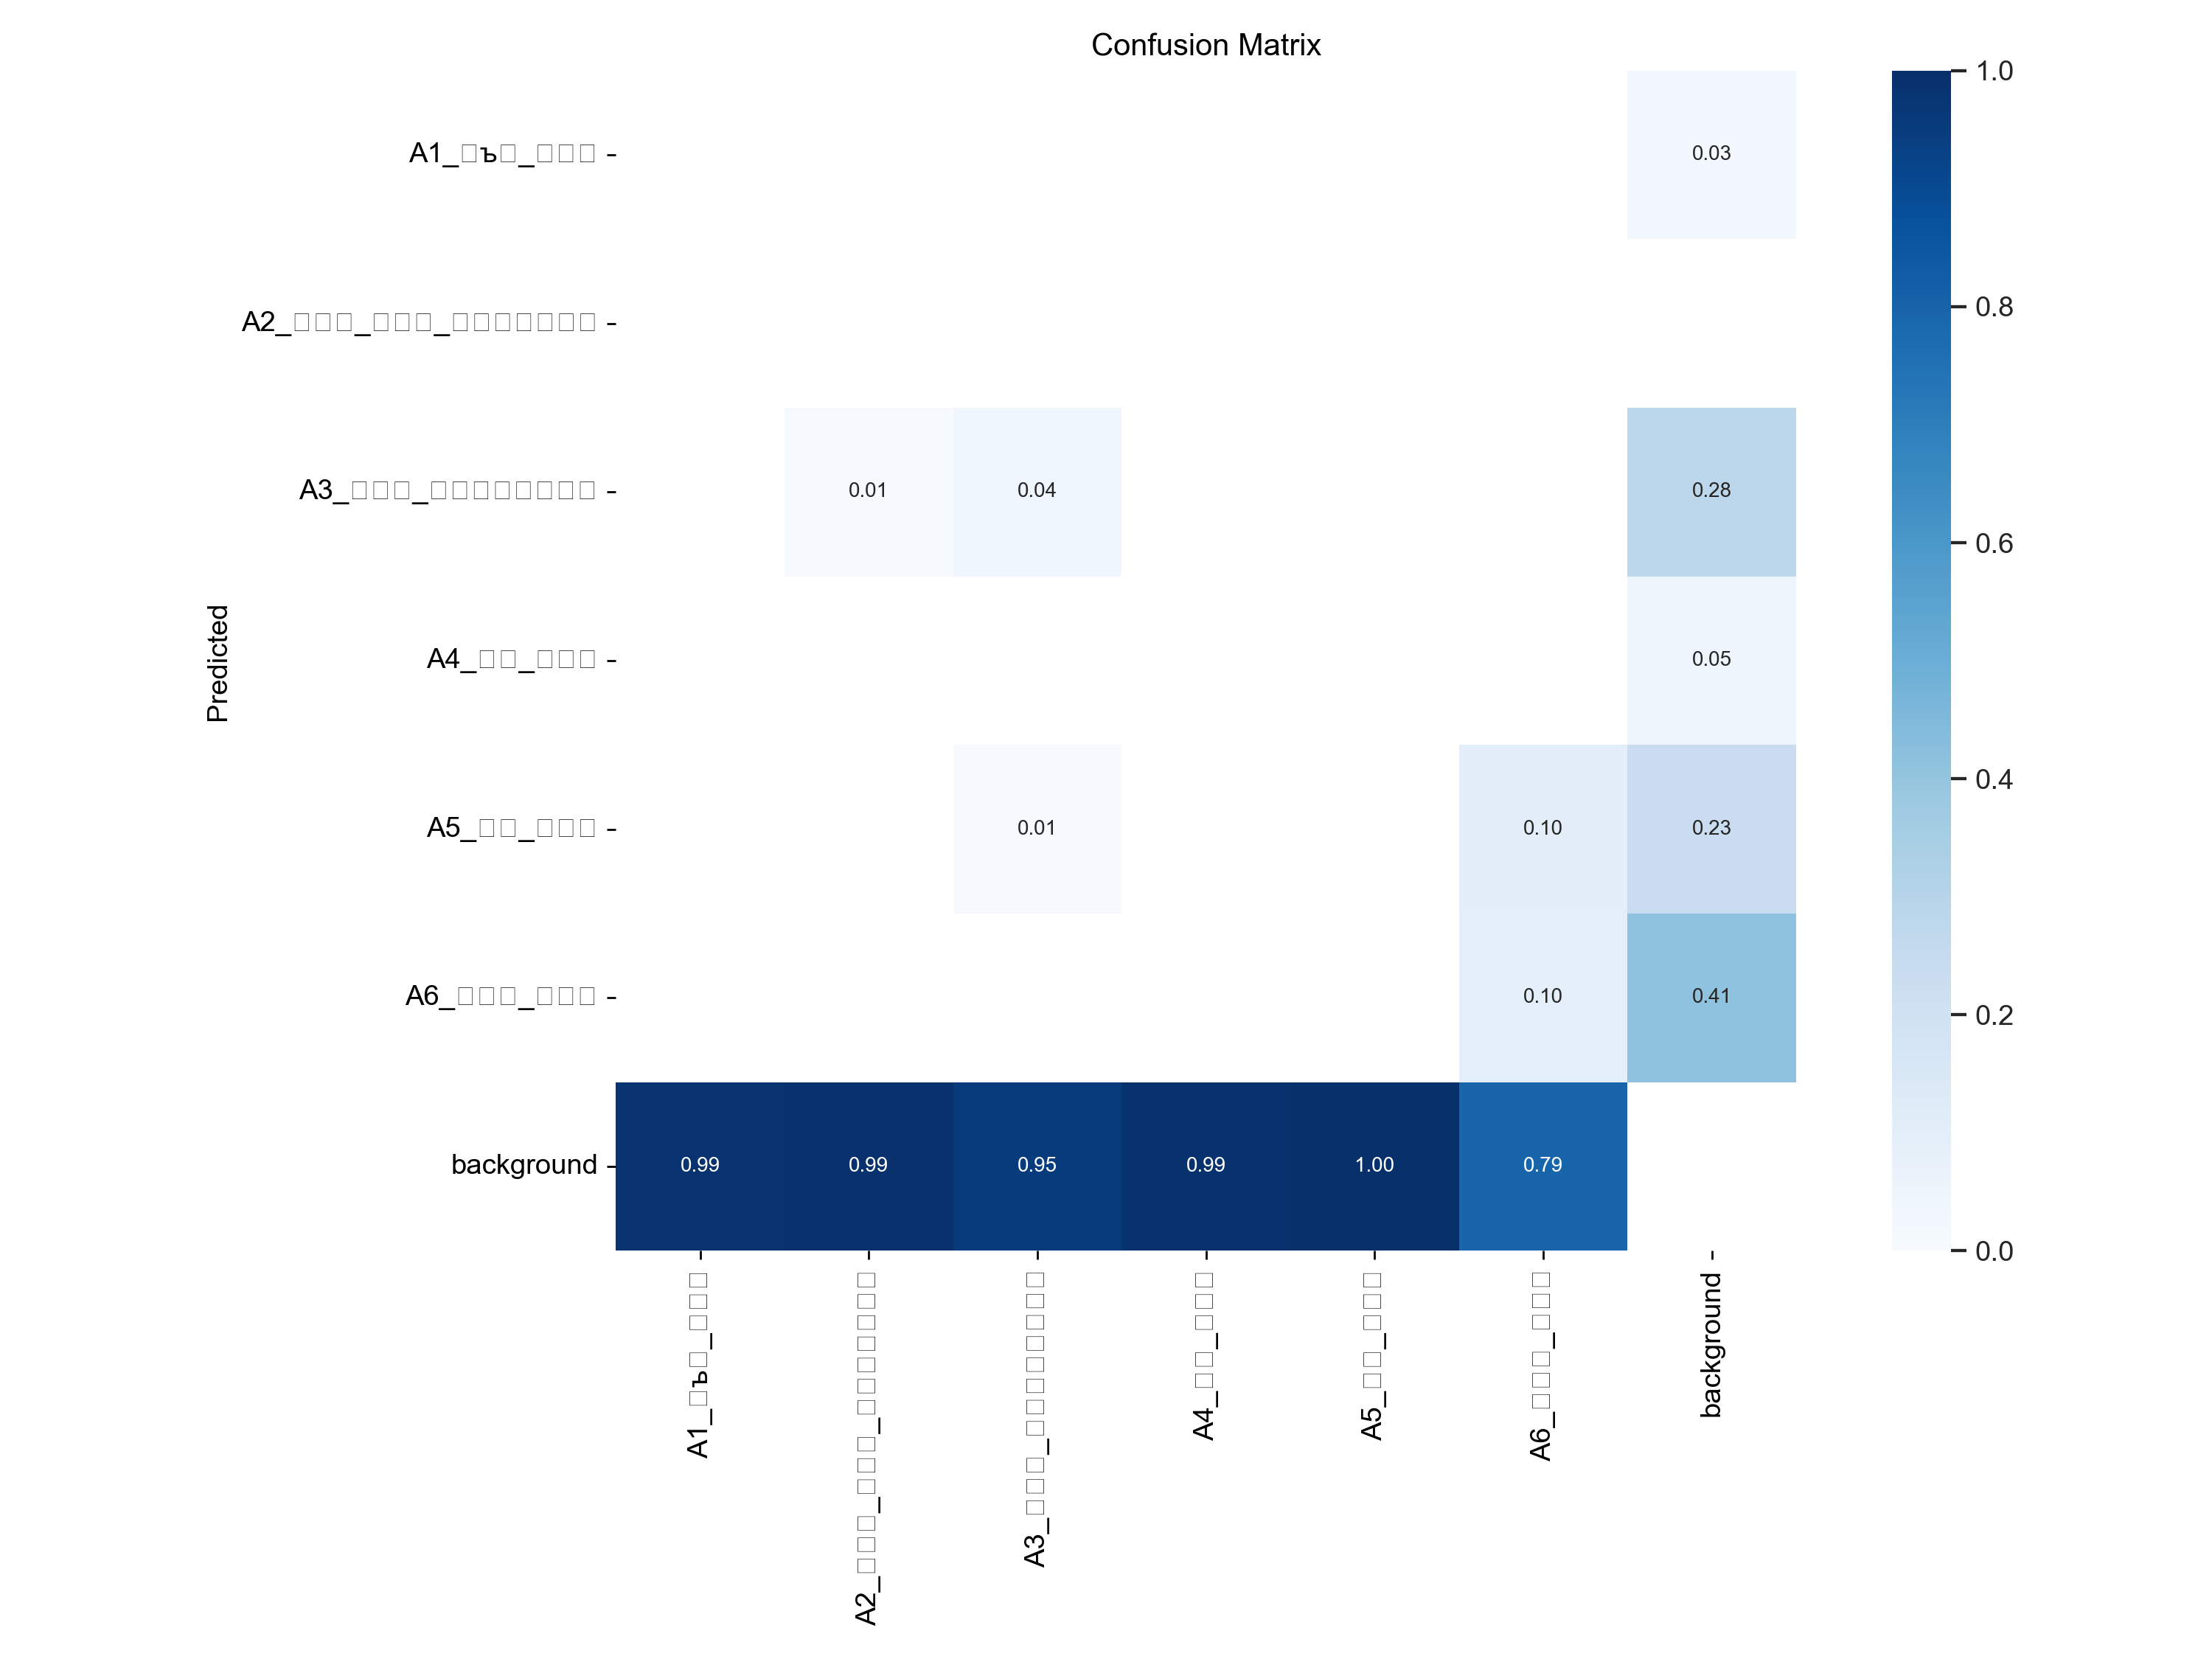 Confusion Matrix
A1_□ъ□_□□□
A2_□□□_□□□_□□□□□□□
A3_□□□_□□□□□□□□
A4_□□_□□□
A5_□□_□□□
A6_□□□_□□□
background
Predicted
0.03
0.01 0.04 0.28
0.05
0.01 0.10 0.23
0.10 0.41
0.99 0.99 0.95 0.99 1.00 0.79
A1_□ъ□_□□□
A2_□□□_□□□_□□□□□□□
A3_□□□_□□□□□□□□
A4_□□_□□□
A5_□□_□□□
A6_□□□_□□□
background
1.0
0.8
0.6
0.4
0.2
0.0